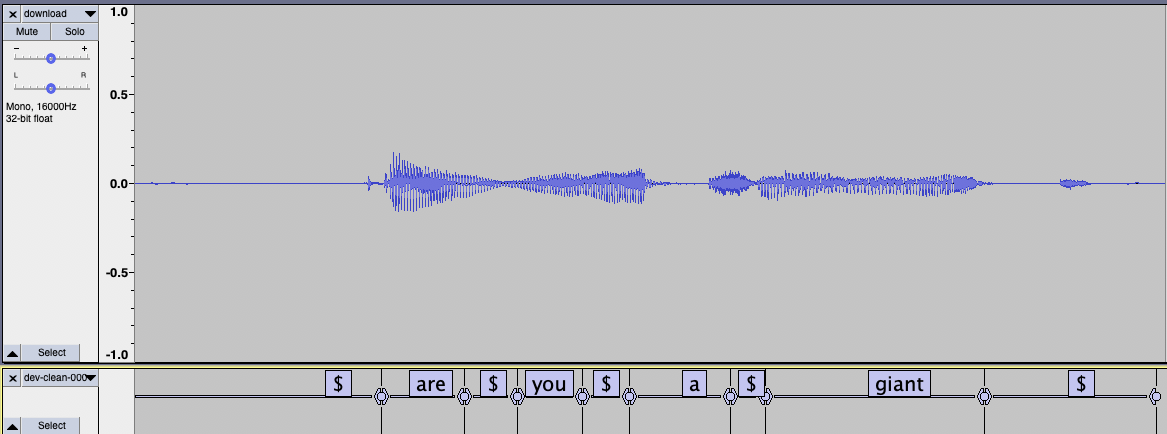 download
1.0
Mute Solo
- +
0.5
L R
Mono, 16000Hz
32-bit float
0.0
-0.5
Select
-1.0
dev-clean-000
$ are $ you $ a $ giant $
Select